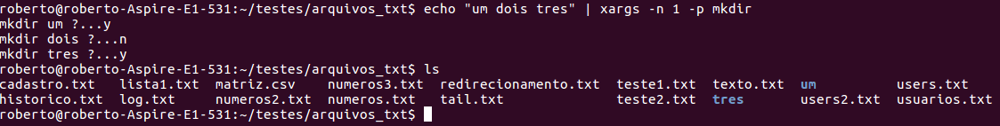 roberto@roberto-Aspire-E1-531:~/testes/arquivos_txt$ echo "um dois tres" | xargs -n 1 -p mkdir
mkdir um ?...y
mkdir dois ?...n
mkdir tres ?...y
roberto@roberto-Aspire-E1-531:~/testes/arquivos_txt$ ls
cadastro.txt lista1.txt matriz.csv numeros3.txt redirecionamento.txt teste1.txt texto.txt um users.txt
historico.txt log.txt numeros2.txt numeros.txt tail.txt teste2.txt tres users2.txt usuarios.txt
roberto@roberto-Aspire-E1-531:~/testes/arquivos_txt$